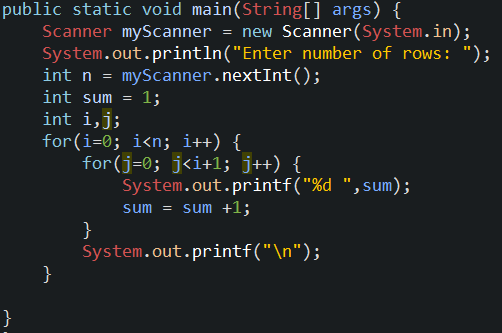 public static void main(String[] args) {
    Scanner myScanner = new Scanner(System.in);
    System.out.println("Enter number of rows: ");
    int n = myScanner.nextInt();
    int sum = 1;
    int i,j;
    for(i=0; i<n; i++) {
        for(j=0; j<i+1; j++) {
            System.out.printf("%d ",sum);
            sum = sum +1;
        }
        System.out.printf("\n");
    }
}